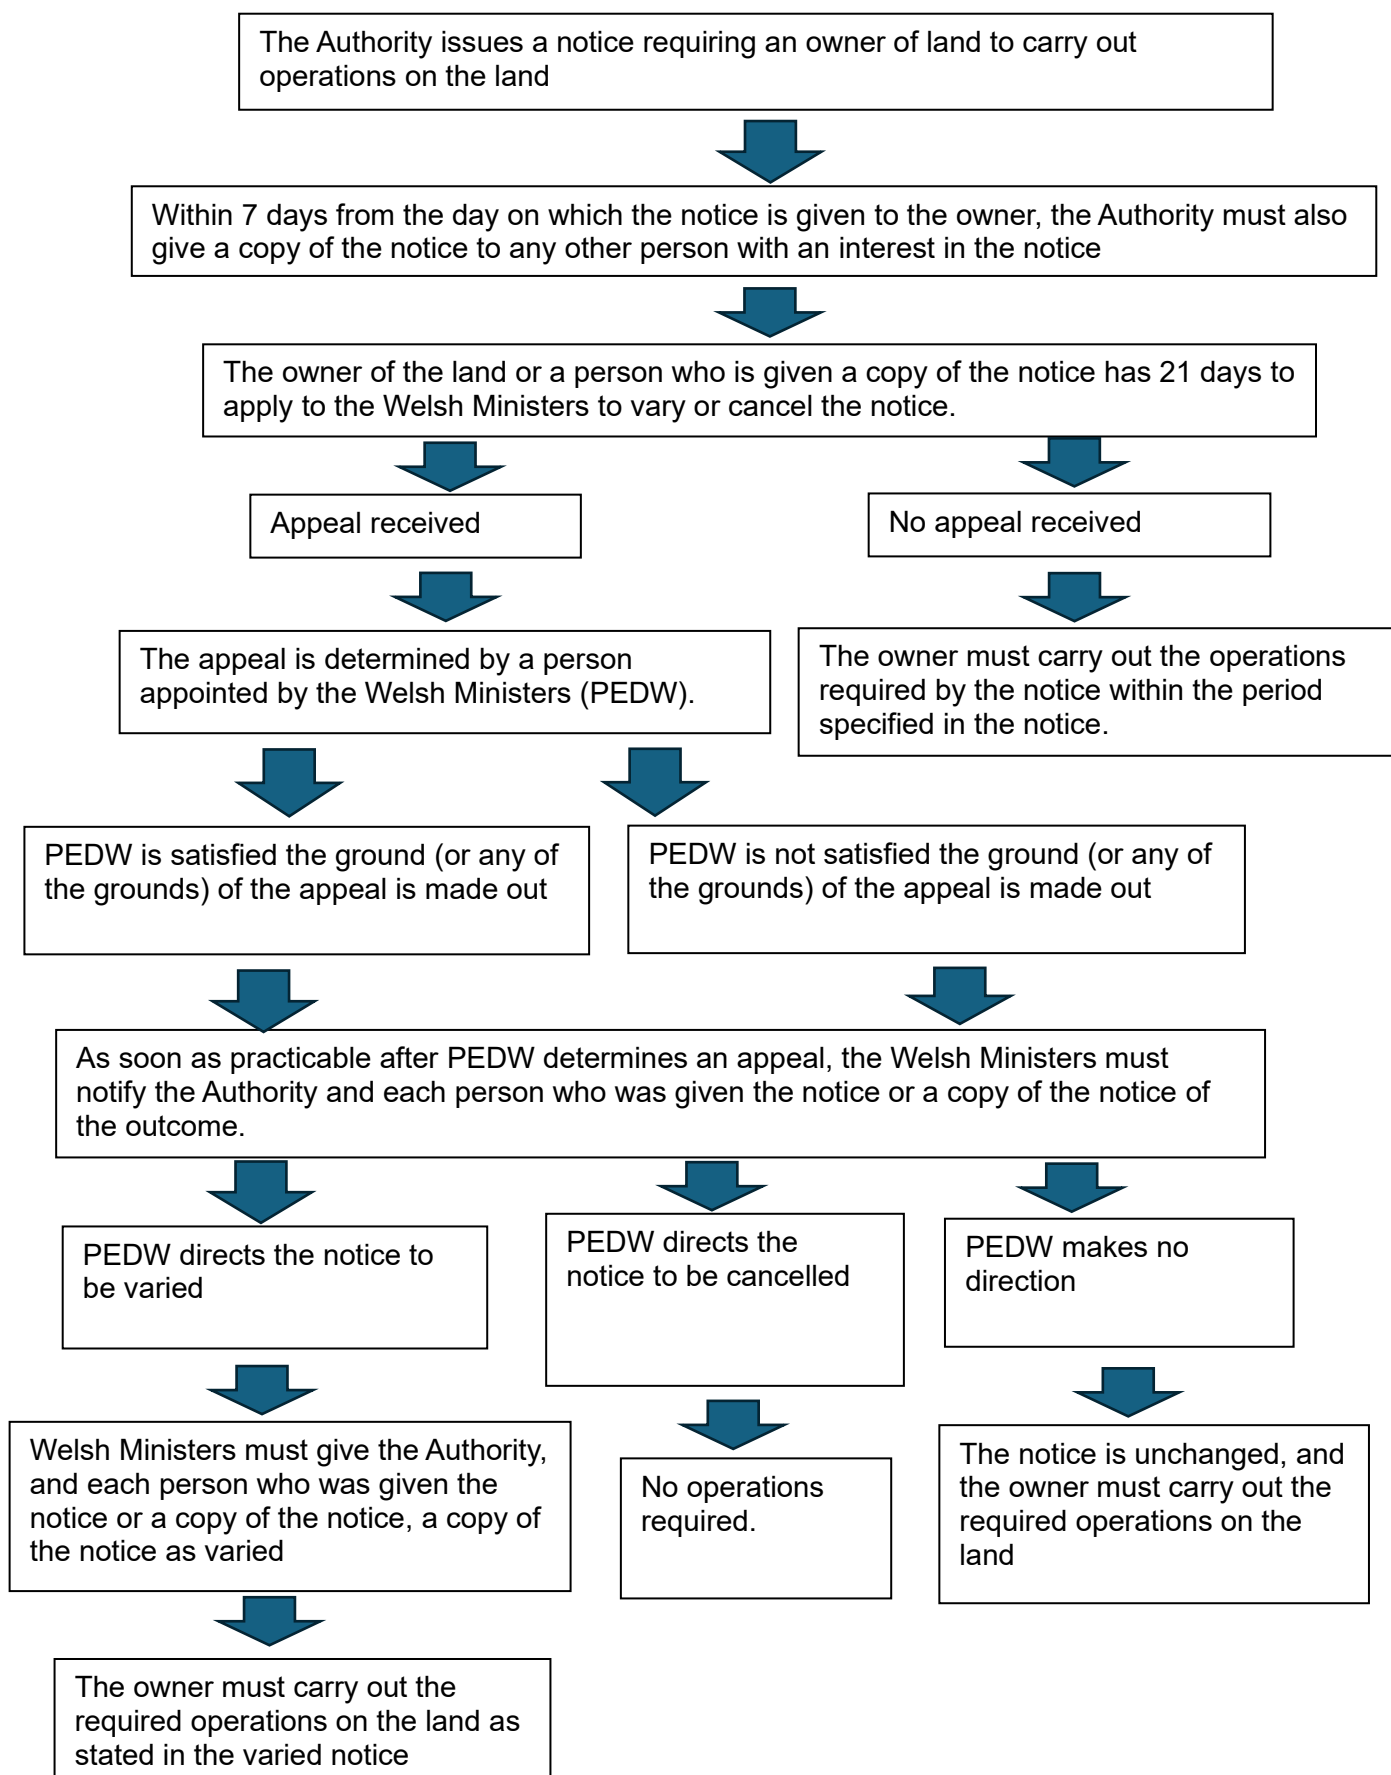 The Authority issues a notice requiring an owner of land to carry out
operations on the land
Within 7 days from the day on which the notice is given to the owner, the Authority must also
give a copy of the notice to any other person with an interest in the notice
The owner of the land or a person who is given a copy of the notice has 21 days to
apply to the Welsh Ministers to vary or cancel the notice.
Appeal received
No appeal received
The appeal is determined by a person
appointed by the Welsh Ministers (PEDW).
The owner must carry out the operations
required by the notice within the period
specified in the notice.
PEDW is satisfied the ground (or any of
the grounds) of the appeal is made out
PEDW is not satisfied the ground (or any of
the grounds) of the appeal is made out
As soon as practicable after PEDW determines an appeal, the Welsh Ministers must
notify the Authority and each person who was given the notice or a copy of the notice of
the outcome.
PEDW directs the notice to
be varied
PEDW directs the
notice to be cancelled
PEDW makes no
direction
Welsh Ministers must give the Authority,
and each person who was given the
notice or a copy of the notice, a copy of
the notice as varied
No operations
required.
The notice is unchanged, and
the owner must carry out the
required operations on the
land
The owner must carry out the
required operations on the land as
stated in the varied notice